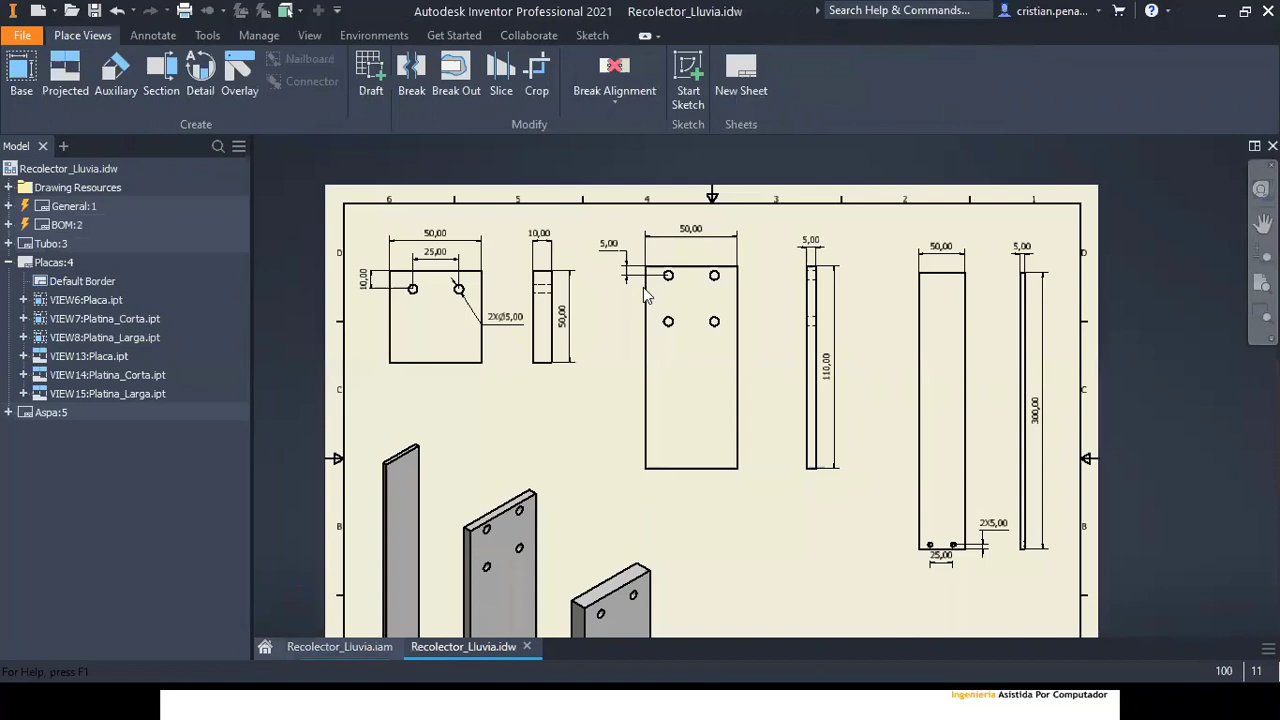 Autodesk Inventor Professional 2021 Recolector_Lluvia.idw
Search Help & Commands...
cristian.pena...
File Place Views Annotate Tools Manage View Environments Get Started Collaborate Sketch
Base Projected Auxiliary Section Detail Overlay
Nailboard
Connector
Draft
Break Break Out Slice Crop
Break Alignment
Start
Sketch
New Sheet
Create Modify Sketch Sheets
Model
Recolector_Lluvia.idw
Drawing Resources
General:1
BOM:2
Tubo:3
Placas:4
Default Border
VIEW6:Placa.ipt
VIEW7:Platina_Corta.ipt
VIEW8:Platina_Larga.ipt
VIEW13:Placa.ipt
VIEW14:Platina_Corta.ipt
VIEW15:Platina_Larga.ipt
Aspa:5
6 5 4 3 2 1
D
C
B
D
C
B
50,00
25,00
10,00
2XØ5,00
10,00
50,00
5,00
50,00
5,00
110,00
50,00
5,00
300,00
2X5,00
25,00
Recolector_Lluvia.iam
Recolector_Lluvia.idw
For Help, press F1
100 11
Ingeniería Asistida Por Computador